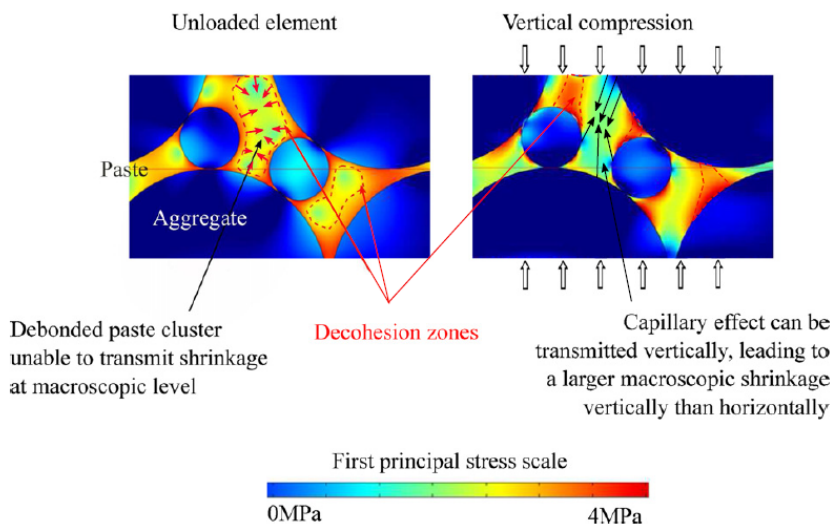 Unloaded element
Vertical compression
Paste
Aggregate
Debonded paste cluster
unable to transmit shrinkage
at macroscopic level
Decohesion zones
Capillary effect can be
transmitted vertically, leading to
a larger macroscopic shrinkage
vertically than horizontally
First principal stress scale
0MPa
4MPa